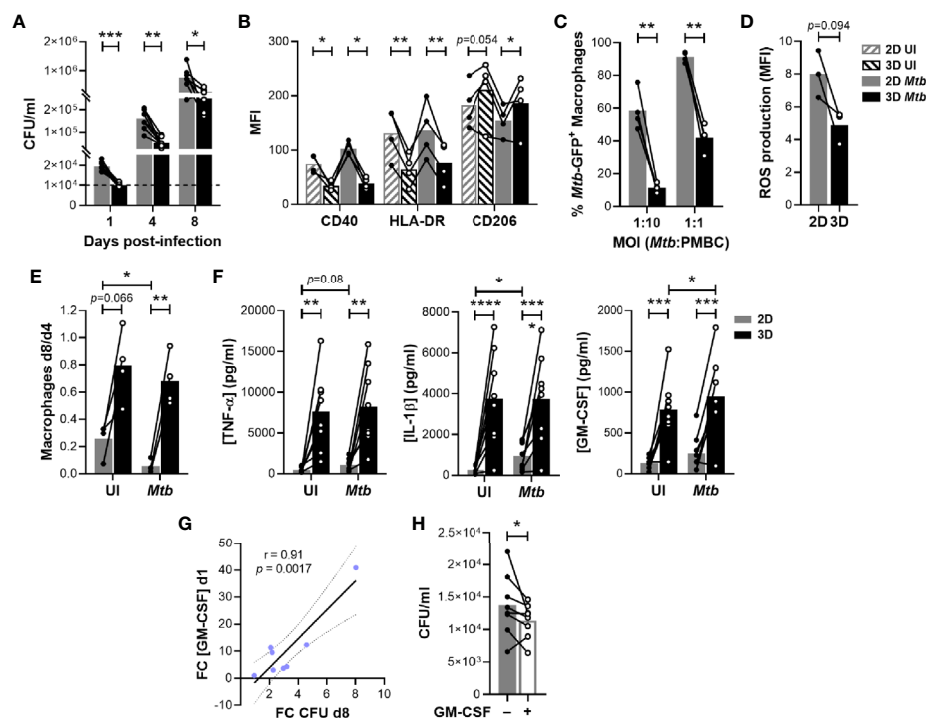 A
CFU/ml
2×10⁶
1×10⁶
2×10⁵
1×10⁵
2×10⁴
1×10⁴
0
***
**
*
1 4 8
Days post-infection
B
MFI
300
200
100
0
* * ** ** p=0.054 *
CD40 HLA-DR CD206
C
% Mtb-GFP⁺ Macrophages
100
80
60
40
20
0
** **
1:10 1:1
MOI (Mtb:PMBC)
D
ROS production (MFI)
p=0.094
10
8
6
4
2
0
2D 3D
2D UI
3D UI
2D Mtb
3D Mtb
E
Macrophages d8/d4
*
p=0.066 **
1.2
1.0
0.8
0.6
0.4
0.2
0.0
UI Mtb
F
[TNF-α] (pg/ml)
p=0.08
** **
20000
15000
10000
5000
0
UI Mtb
[IL-1β] (pg/ml)
*
**** ***
*
8000
6000
4000
2000
0
UI Mtb
[GM-CSF] (pg/ml)
*
*** ***
2000
1500
1000
500
0
UI Mtb
2D
3D
G
FC [GM-CSF] d1
50
40
30
20
10
0
-10
r = 0.91
p = 0.0017
2 4 6 8 10
FC CFU d8
H
CFU/ml
*
2.5×10⁴
2×10⁴
1.5×10⁴
1×10⁴
5×10³
0
GM-CSF − +